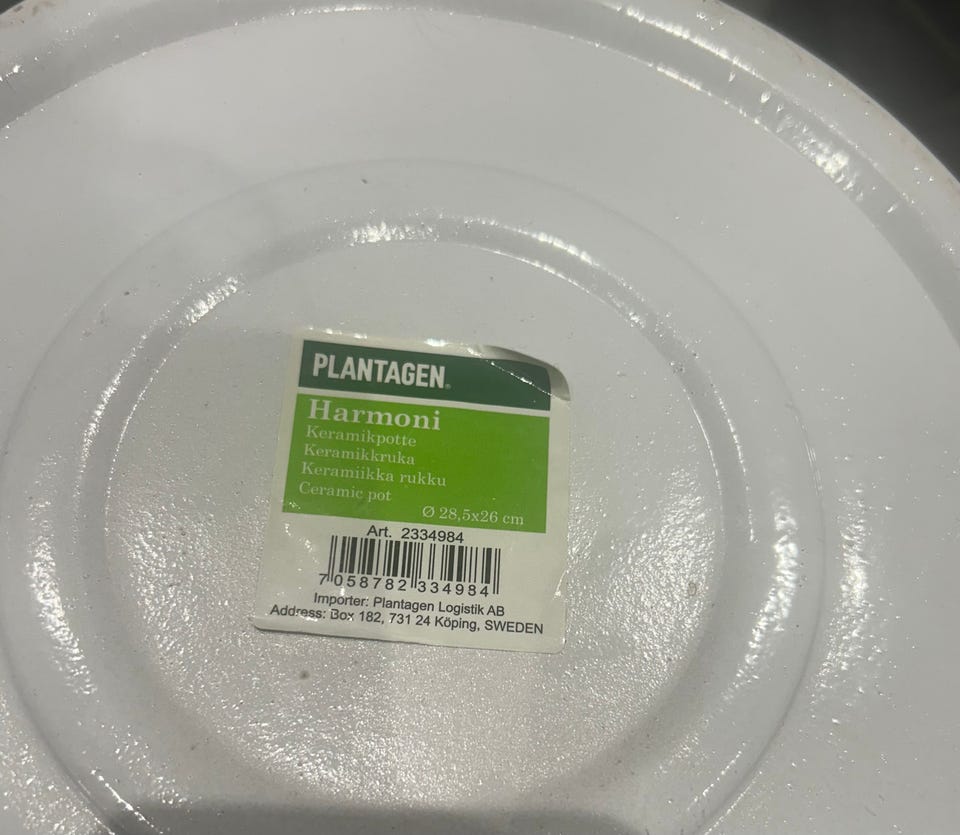 PLANTAGEN®
Harmoni
Keramikpotte
Keramikkruka
Keramiikka rukku
Ceramic pot
Ø 28,5x26 cm
Art. 2334984
7 058782 334984
Importer: Plantagen Logistik AB
Address: Box 182, 731 24 Köping, SWEDEN